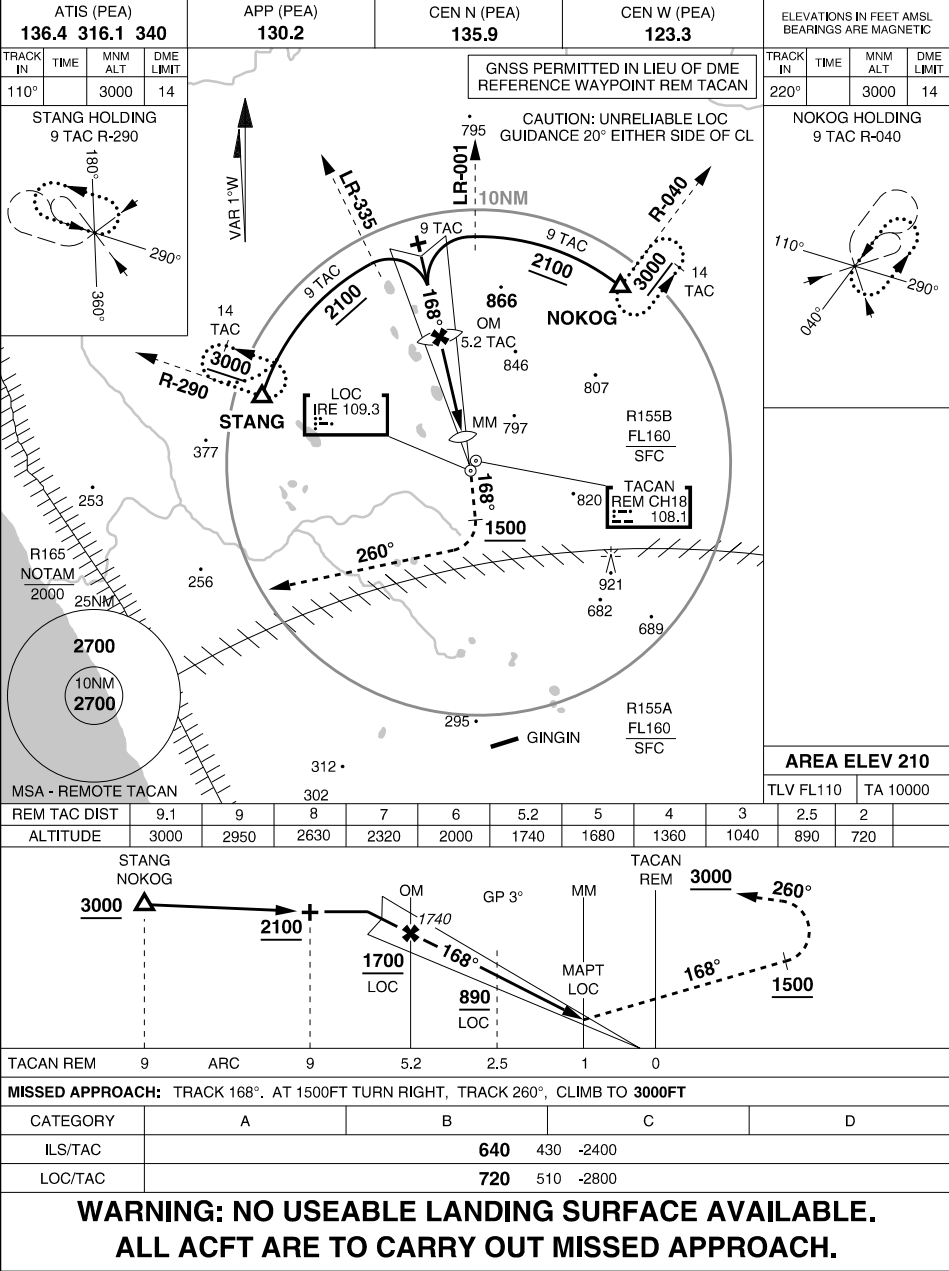 ATIS (PEA)
136.4 316.1 340
APP (PEA)
130.2
CEN N (PEA)
135.9
CEN W (PEA)
123.3
ELEVATIONS IN FEET AMSL
BEARINGS ARE MAGNETIC
TRACK IN TIME MNM ALT DME LIMIT
110° 3000 14
STANG HOLDING
9 TAC R-290
180°
290°
360°
GNSS PERMITTED IN LIEU OF DME
REFERENCE WAYPOINT REM TACAN
TRACK IN TIME MNM ALT DME LIMIT
220° 3000 14
NOKOG HOLDING
9 TAC R-040
110°
290°
040°
CAUTION: UNRELIABLE LOC
GUIDANCE 20° EITHER SIDE OF CL
795
VAR 1°W
LR-335
LR-001
10NM
R-040
9 TAC
9 TAC
2100
9 TAC
2100
3000
14
TAC
168°
866
NOKOG
OM
5.2 TAC
846
14
TAC
3000
R-290
STANG
807
LOC
IRE 109.3
MM
797
R155B
FL160
SFC
377
253
168°
820
TACAN
REM CH18
108.1
1500
260°
R165
NOTAM
2000
256
921
682
689
25NM
2700
10NM
2700
MSA - REMOTE TACAN
295
GINGIN
R155A
FL160
SFC
312
302
AREA ELEV 210
TLV FL110 TA 10000
REM TAC DIST 9.1 9 8 7 6 5.2 5 4 3 2.5 2
ALTITUDE 3000 2950 2630 2320 2000 1740 1680 1360 1040 890 720
STANG
NOKOG
3000
2100
OM
1740
GP 3°
MM
TACAN
REM
3000
260°
1700
LOC
168°
890
LOC
MAPT
LOC
168°
1500
TACAN REM 9 ARC 9 5.2 2.5 1 0
MISSED APPROACH: TRACK 168°. AT 1500FT TURN RIGHT, TRACK 260°, CLIMB TO 3000FT
CATEGORY A B C D
ILS/TAC 640 430 -2400
LOC/TAC 720 510 -2800
WARNING: NO USEABLE LANDING SURFACE AVAILABLE.
ALL ACFT ARE TO CARRY OUT MISSED APPROACH.